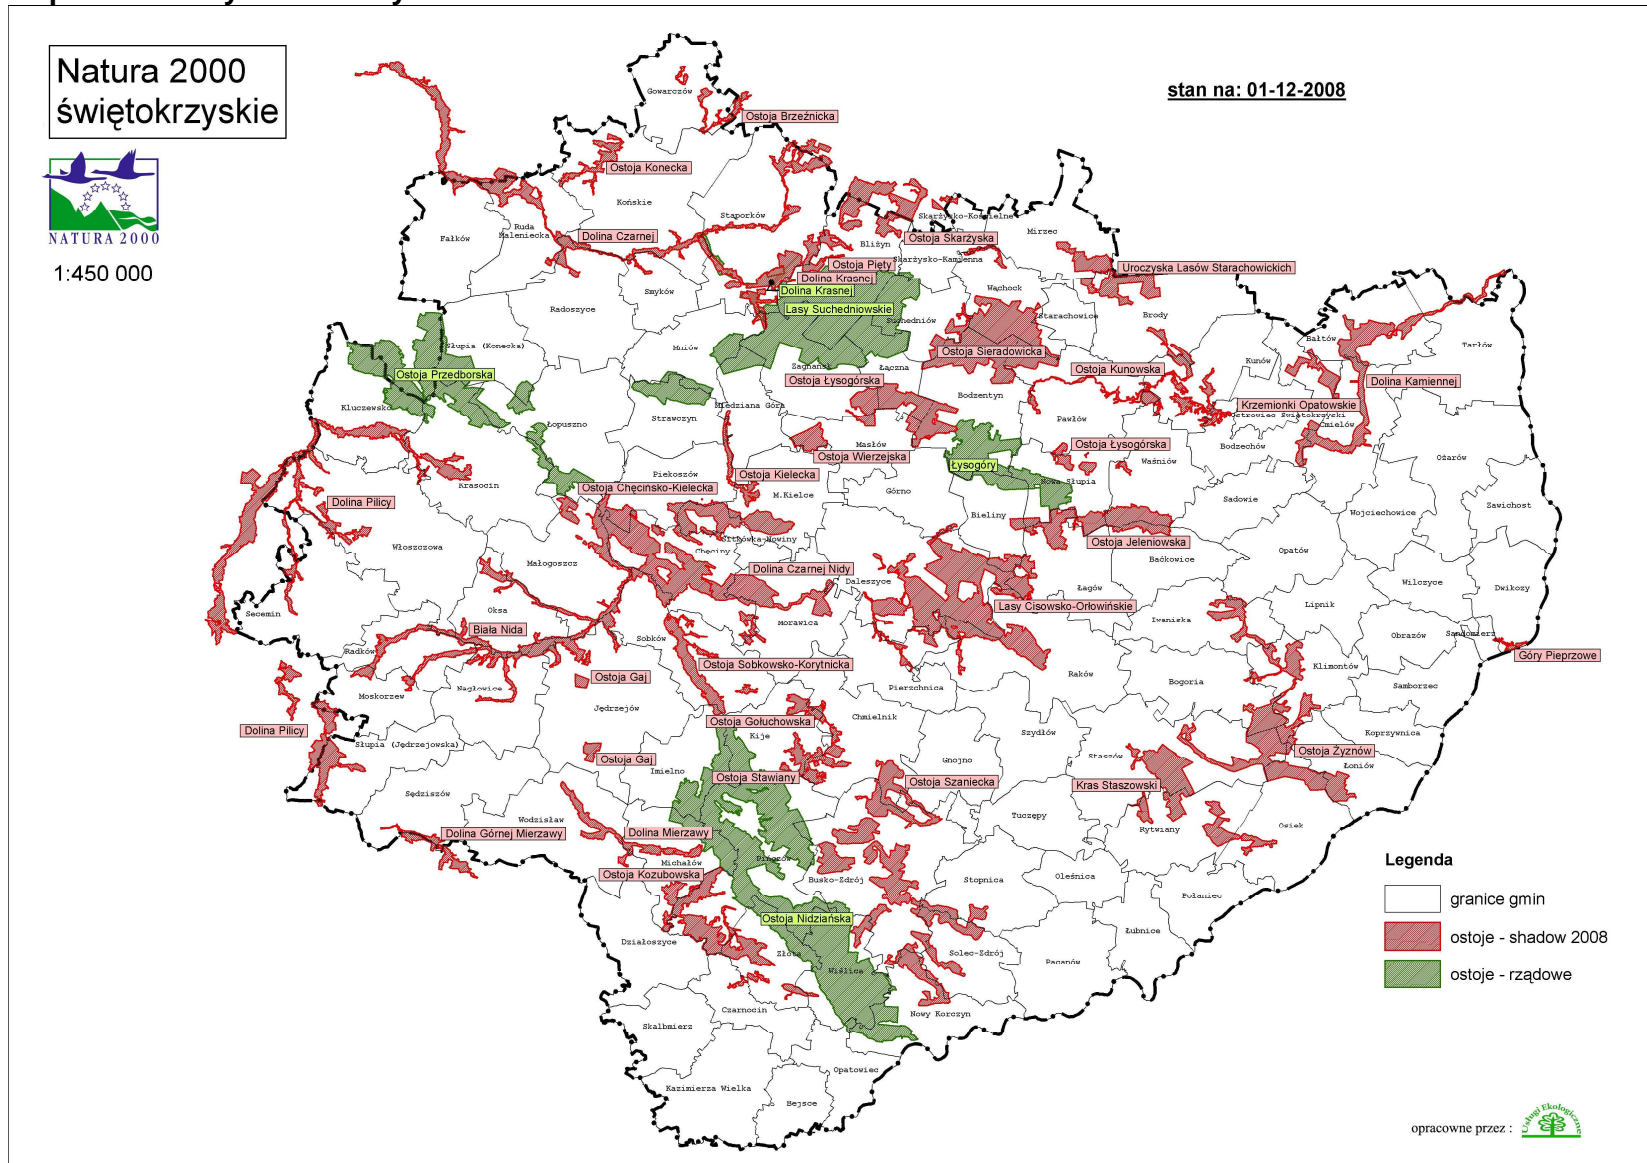 Natura 2000
świętokrzyskie
stan na: 01-12-2008
NATURA 2000
1:450 000
Gowarczów
Ostoja Brzeźnicka
Ostoja Konecka
Końskie
Staporków
Skarżysko-Kościelne
Mirzec
Fałków
Ruda
Maleniecka
Dolina Czarnej
Ostoja Skarżyska
Bliżyn
Skarżysko-Kamienna
Ostoja Pięty
Uroczyska Lasów Starachowickich
Dolina Krasnej
Dolina Krasnej
Smyków
Wąchock
Radoszyce
Lasy Suchedniowskie
Suchedniów
Starachowice
Brody
Bałtów
Tarłów
Słupia (Konecka)
Mniów
Ostoja Sieradowicka
Kunów
Zagnańsk
Łączna
Ostoja Kunowska
Ostoja Przedborska
Ostoja Łysogórska
Dolina Kamiennej
Bodzentyn
Kluczewsko
Miedziana Góra
Krzemionki Opatowskie
Strawczyn
Pawłów
Ostrowiec Świętokrzyski
Ćmielów
Łopuszno
Masłów
Ostoja Łysogórska
Bodzechów
Ostoja Wierzejska
Waśniów
Ożarów
Łysogóry
Piekoszów
Ostoja Kielecka
Krasocin
Ostoja Chęcińsko-Kielecka
Nowa Słupia
M.Kielce
Górno
Sadowie
Dolina Pilicy
Wojciechowice
Zawichost
Bieliny
Sitkówka-Nowiny
Ostoja Jeleniowska
Włoszczowa
Chęciny
Opatów
Małogoszcz
Baćkowice
Dolina Czarnej Nidy
Daleszyce
Wilczyce
Dwikozy
Łagów
Oksa
Lasy Cisowsko-Orłowińskie
Lipnik
Secemin
Morawica
Iwaniska
Biała Nida
Sobków
Obrazów
Sandomierz
Radków
Góry Pieprzowe
Ostoja Sobkowsko-Korytnicka
Klimontów
Ostoja Gaj
Raków
Bogoria
Samborzec
Moskorzew
Nagłowice
Pierzchnica
Jędrzejów
Ostoja Gołuchowska
Chmielnik
Dolina Pilicy
Kije
Szydłów
Koprzywnica
Słupia (Jędrzejowska)
Ostoja Żyznów
Staszów
Ostoja Gaj
Gnojno
Łoniów
Imielno
Ostoja Stawiany
Ostoja Szaniecka
Kras Staszowski
Sędziszów
Tuczępy
Wodzisław
Rytwiany
Osiek
Dolina Górnej Mierzawy
Dolina Mierzawy
Pińczów
Legenda
Michałów
Ostoja Kozubowska
Busko-Zdrój
Stopnica
Oleśnica
Połaniec
granice gmin
Ostoja Nidziańska
Łubnice
ostoje - shadow 2008
Działoszyce
Złota
Solec-Zdrój
Pacanów
Wiślica
ostoje - rządowe
Czarnocin
Nowy Korczyn
Skalbmierz
Opatowiec
Kazimierza Wielka
Bejsce
opracowne przez :
Usługi Ekologiczne